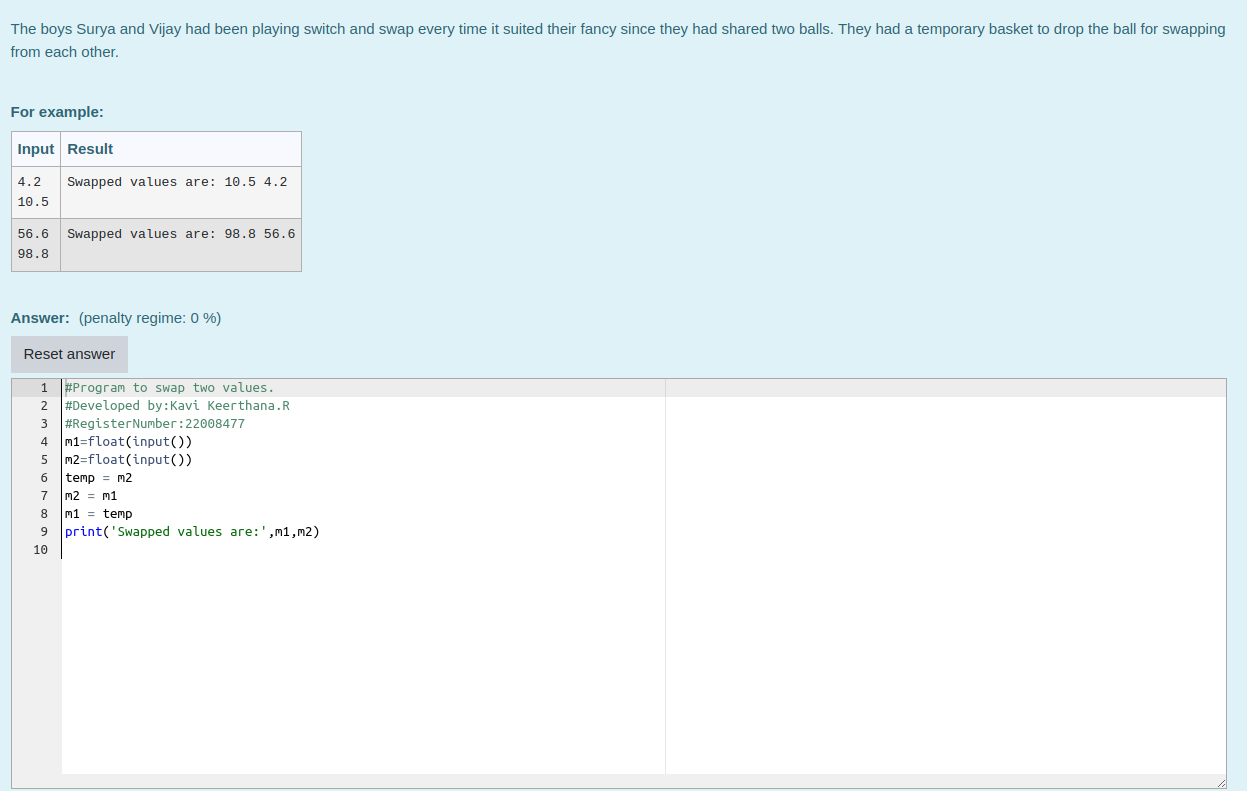 The boys Surya and Vijay had been playing switch and swap every time it suited their fancy since they had shared two balls. They had a temporary basket to drop the ball for swapping
from each other.
For example:
Input Result
4.2 Swapped values are: 10.5 4.2
10.5
56.6 Swapped values are: 98.8 56.6
98.8
Answer: (penalty regime: 0 %)
Reset answer
1 #Program to swap two values.
2 #Developed by:Kavi Keerthana.R
3 #RegisterNumber:22008477
4 m1=float(input())
5 m2=float(input())
6 temp = m2
7 m2 = m1
8 m1 = temp
9 print('Swapped values are:',m1,m2)
10